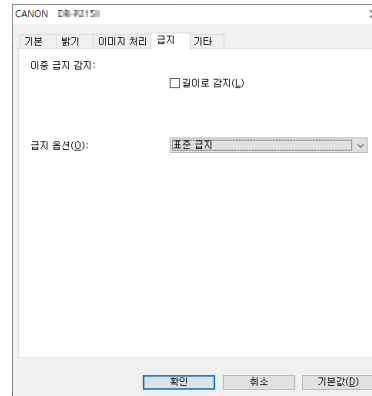 CANON
기본 밝기 이미지 처리 급지 기타
이중 급지 감지:
길이로 감지(L)
급지 옵션(O): 표준 급지
확인 취소 기본값(D)